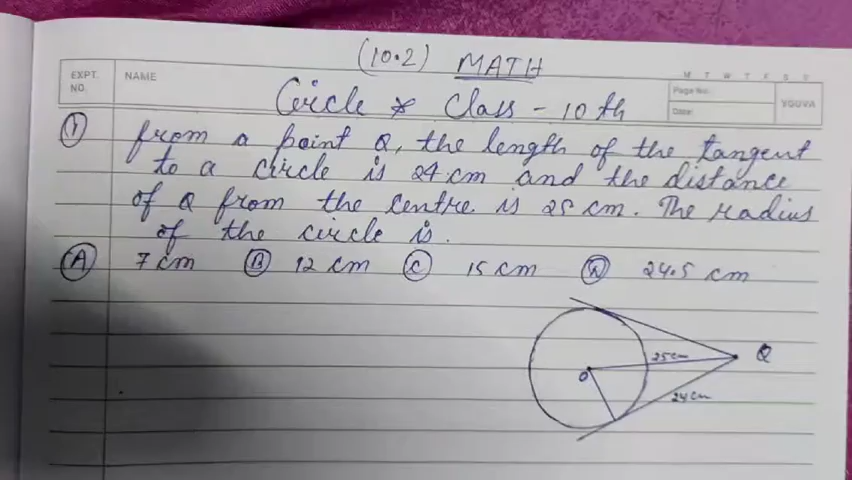 (10.2) MATH
EXPT. NO.
NAME
M T W T F S S
Page No.:
Date:
YOUVA
Circle * Class - 10th
(1) from a point Q, the length of the tangent
to a circle is 24 cm and the distance
of Q from the centre is 25 cm. The radius
of the circle is.
(A) 7 cm (B) 12 cm (C) 15 cm (D) 24.5 cm
25cm Q
O
24cm